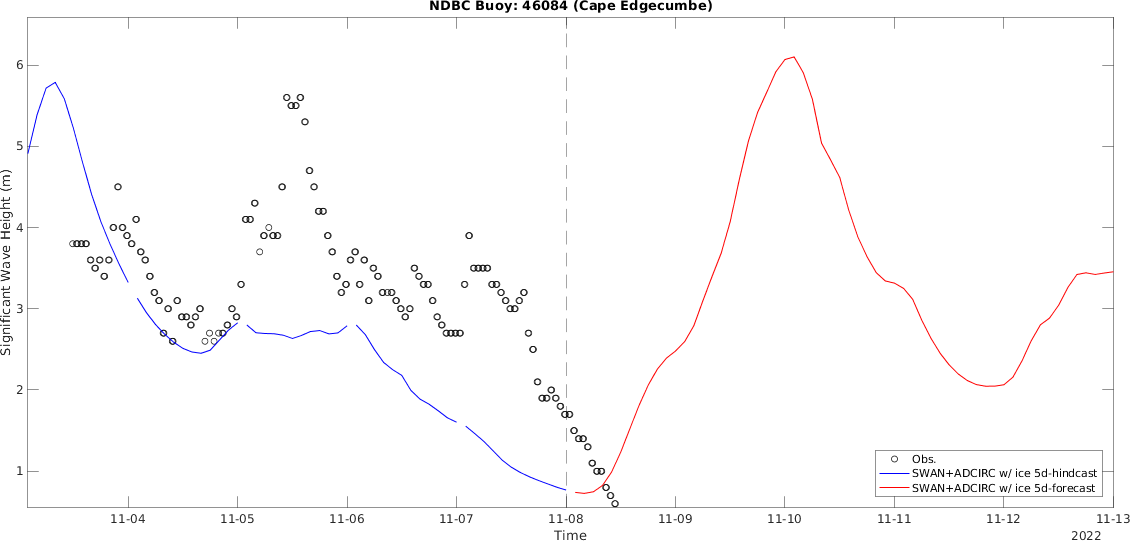 NDBC Buoy: 46084 (Cape Edgecumbe)
Significant Wave Height (m)
6
5
4
3
2
1
Obs.
SWAN+ADCIRC w/ ice 5d-hindcast
SWAN+ADCIRC w/ ice 5d-forecast
11-04 11-05 11-06 11-07 11-08 11-09 11-10 11-11 11-12 11-13
Time
2022